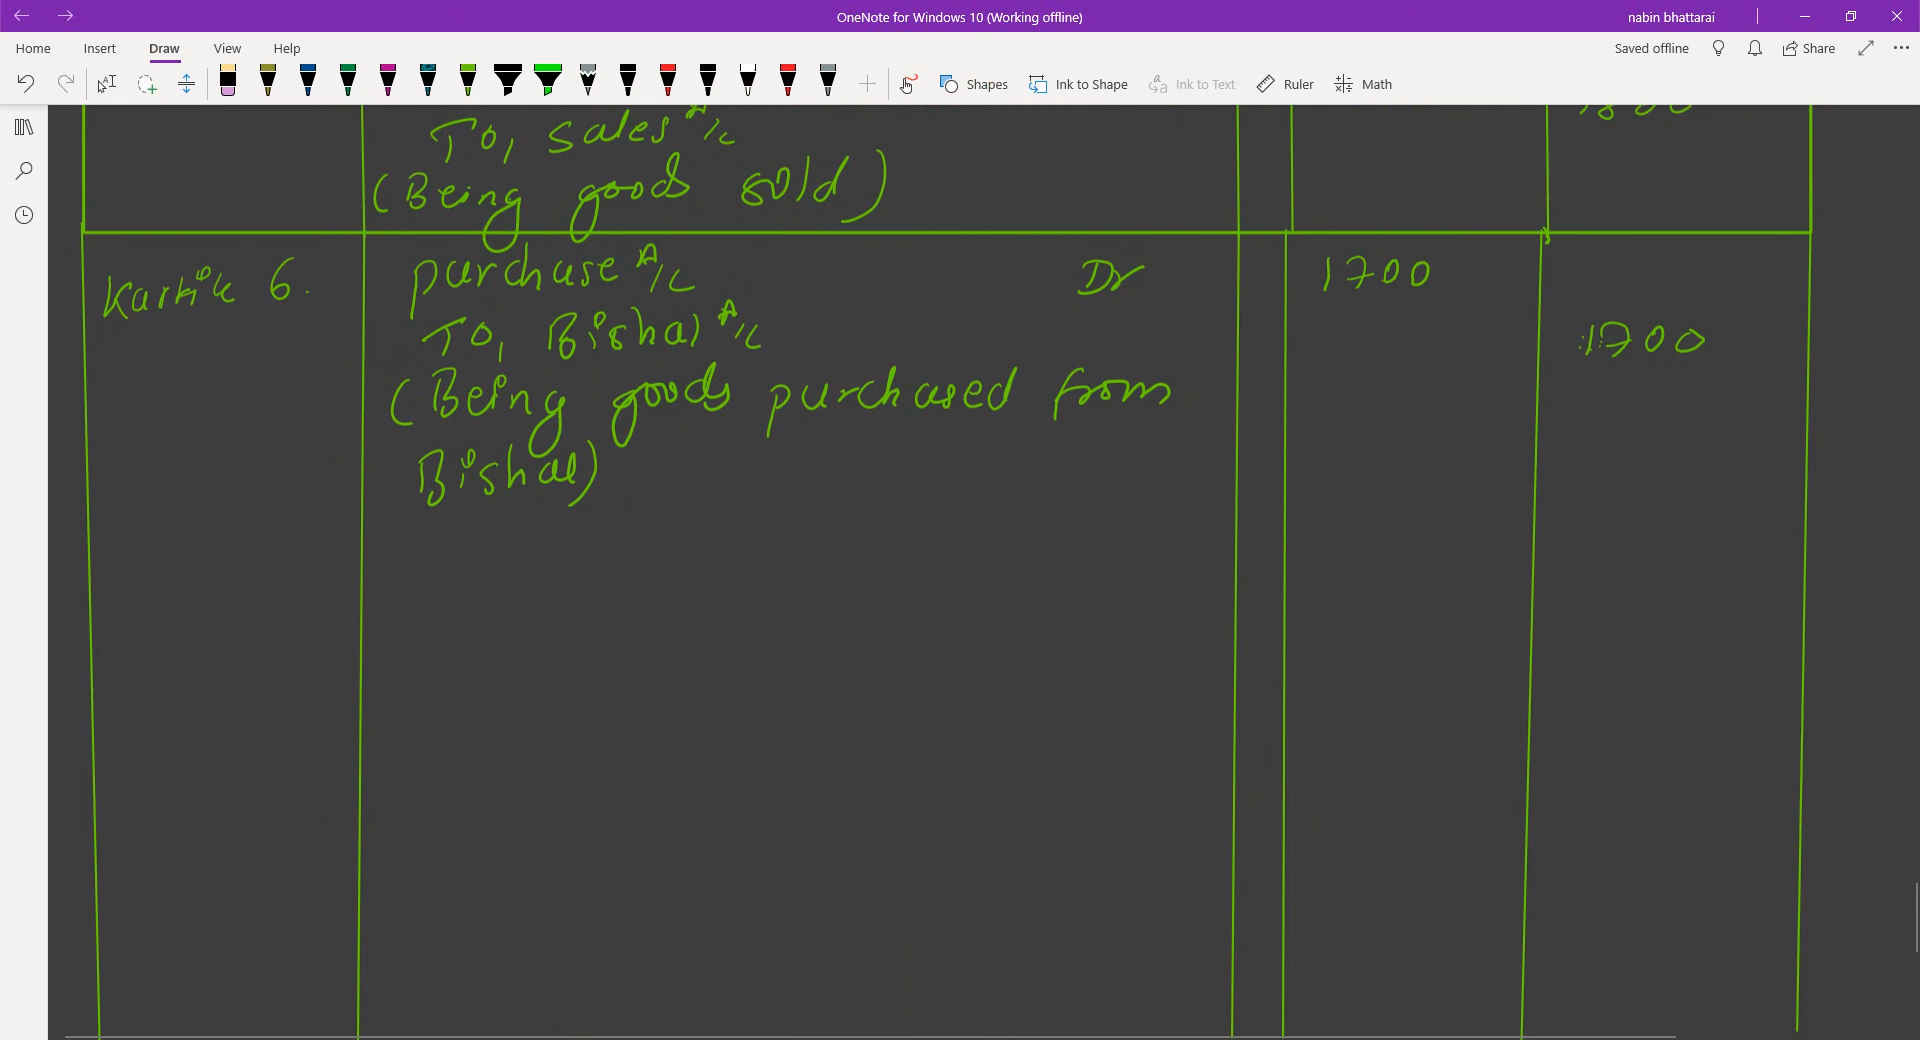 OneNote for Windows 10 (Working offline)
nabin bhattarai
Home Insert Draw View Help
Saved offline
Share
Shapes
Ink to Shape
Ink to Text
Ruler
Math
To, Sales A/c
(Being goods sold)
Kartik 6. purchase A/c Dr 1700
To, Bishal A/c 1700
(Being goods purchased from
Bishal)